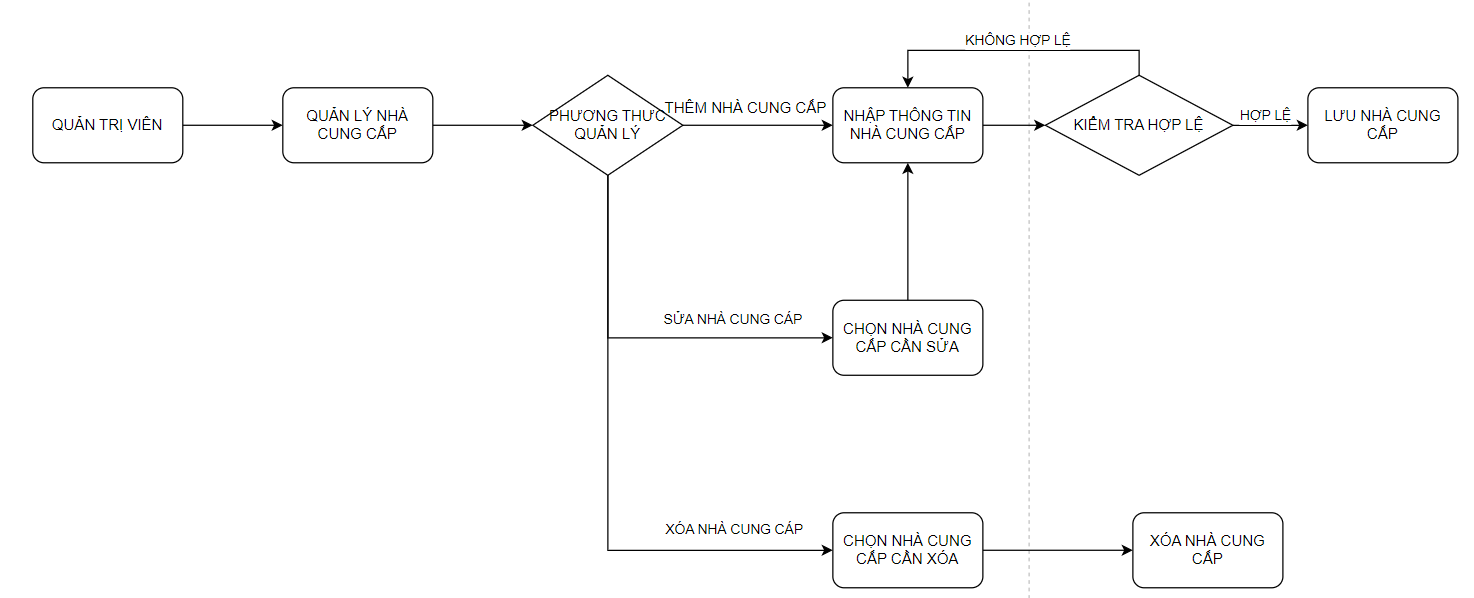 KHÔNG HỢP LỆ
QUẢN TRỊ VIÊN
QUẢN LÝ NHÀ
CUNG CẤP
PHƯƠNG THỨC
QUẢN LÝ
THÊM NHÀ CUNG CẤP
NHẬP THÔNG TIN
NHÀ CUNG CẤP
KIỂM TRA HỢP LỆ
HỢP LỆ
LƯU NHÀ CUNG
CẤP
SỬA NHÀ CUNG CÁP
CHỌN NHÀ CUNG
CẤP CẦN SỬA
XÓA NHÀ CUNG CÁP
CHỌN NHÀ CUNG
CẤP CẦN XÓA
XÓA NHÀ CUNG
CẤP